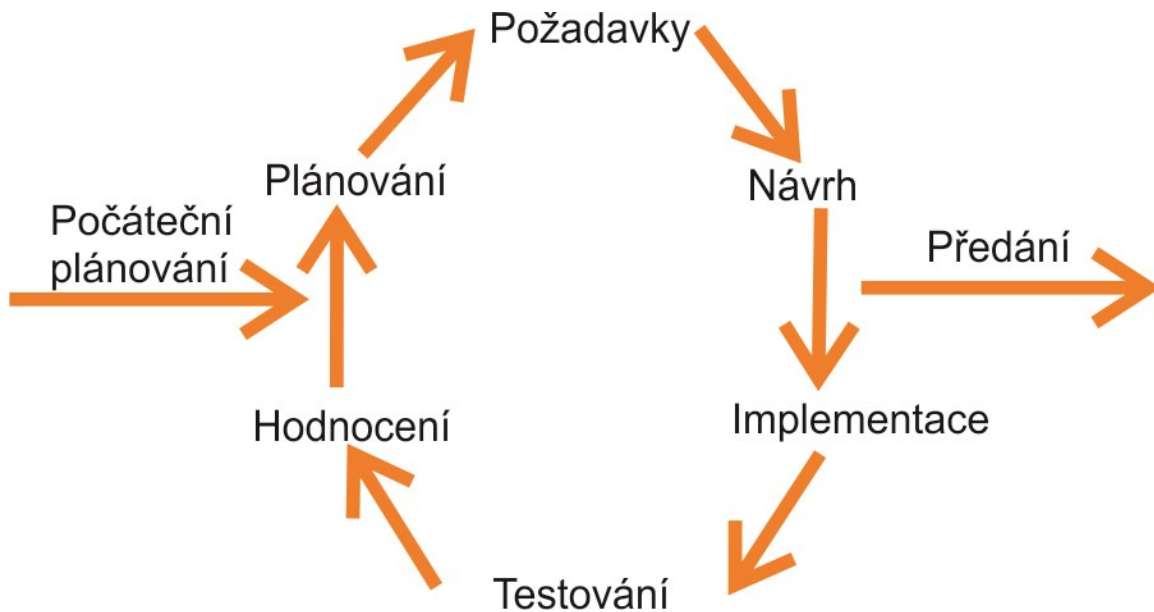 Požadavky
Plánování
Návrh
Počáteční
plánování
Předání
Hodnocení
Implementace
Testování